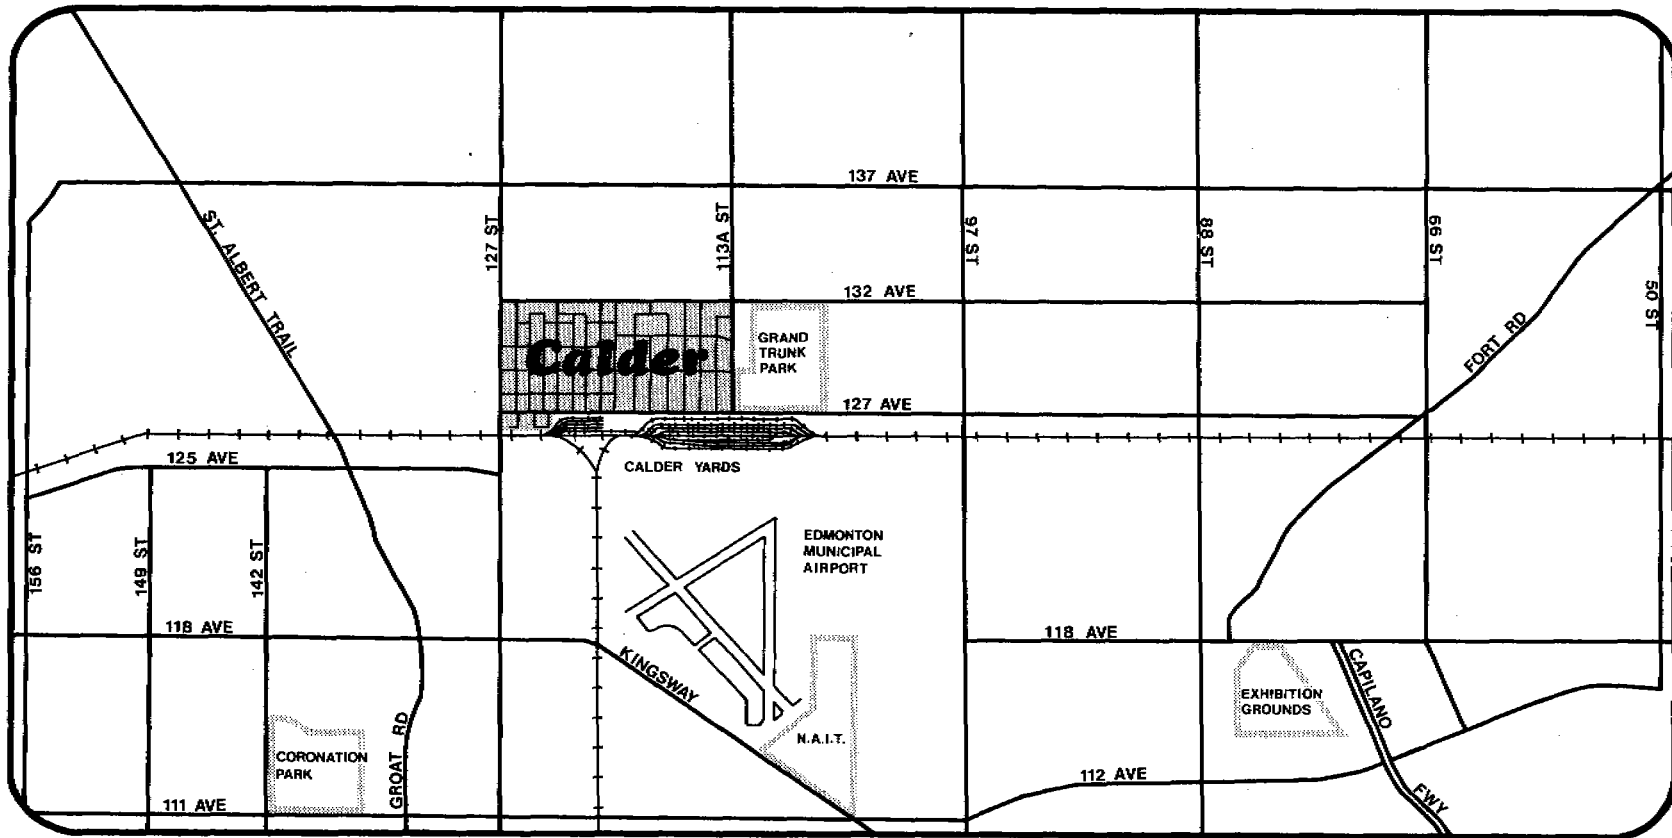 137 AVE
ST. ALBERT TRAIL
127 ST
113A ST
97 ST
88 ST
66 ST
50 ST
132 AVE
Calder
GRAND
TRUNK
PARK
FORT RD
127 AVE
125 AVE
CALDER YARDS
156 ST
149 ST
142 ST
EDMONTON
MUNICIPAL
AIRPORT
118 AVE
118 AVE
KINGSWAY
CAPILANO
FWY
EXHIBITION
GROUNDS
GROAT RD
N.A.I.T.
CORONATION
PARK
112 AVE
111 AVE